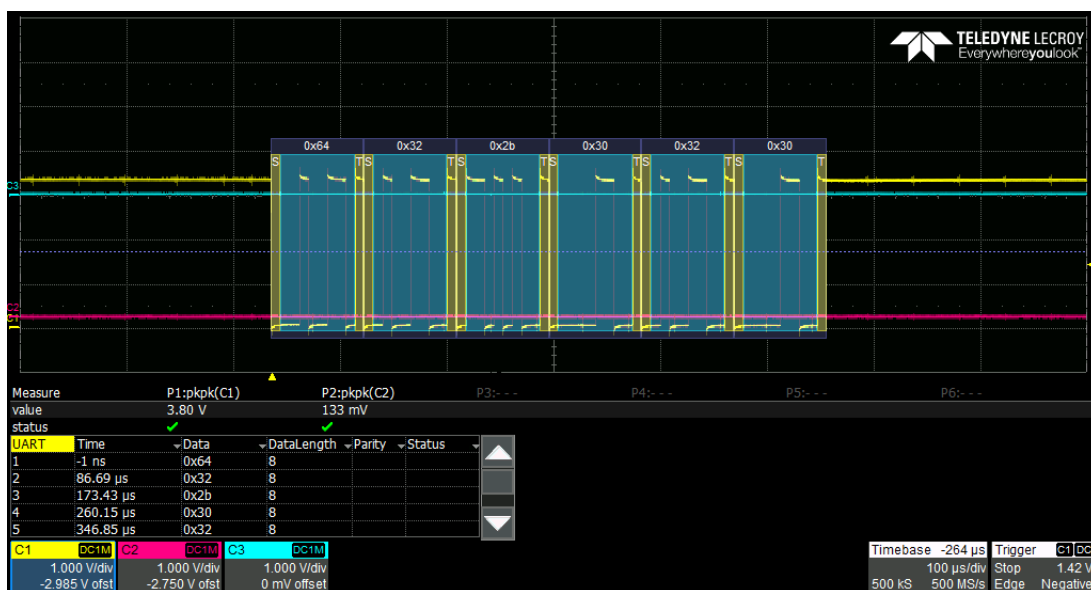 TELEDYNE LECROY
Everywhereyoulook™
0x64 0x32 0x2b 0x30 0x32 0x30
S T S T S T S T S T S T
C3
C2
C1
Measure P1:pkpk(C1) P2:pkpk(C2) P3:- - - P4:- - - P5:- - - P6:- - -
value 3.80 V 133 mV
status
UART Time Data DataLength Parity Status
1 -1 ns 0x64 8
2 86.69 µs 0x32 8
3 173.43 µs 0x2b 8
4 260.15 µs 0x30 8
5 346.85 µs 0x32 8
C1 DC1M C2 DC1M C3 DC1M Timebase -264 µs Trigger C1 DC
1.000 V/div 1.000 V/div 1.000 V/div 100 µs/div Stop 1.42 V
-2.985 V ofst -2.750 V ofst 0 mV offset 500 kS 500 MS/s Edge Negative